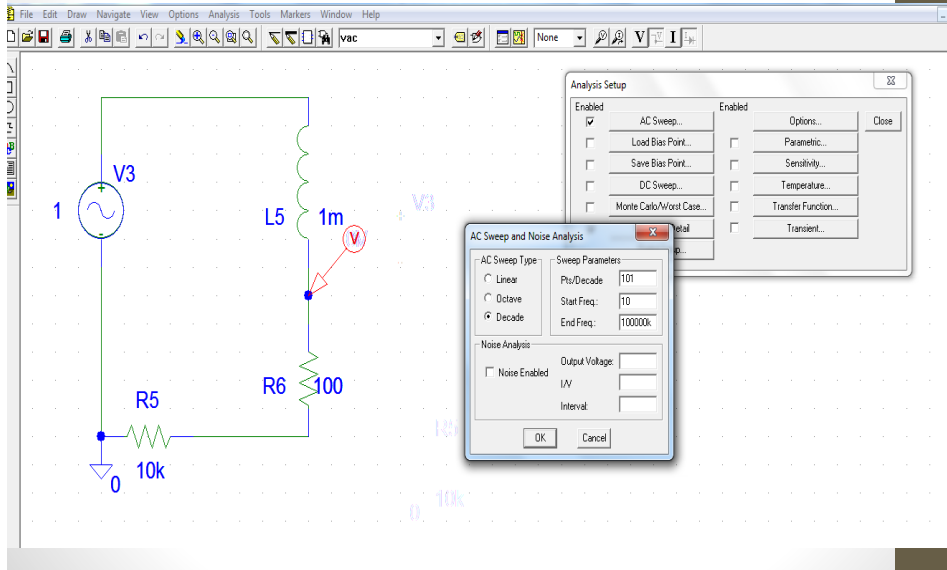 File Edit Draw Navigate View Options Analysis Tools Markers Window Help
vac None V I
Analysis Setup
Enabled Enabled
AC Sweep... Options... Close
Load Bias Point... Parametric...
Save Bias Point... Sensitivity...
DC Sweep... Temperature...
Monte Carlo/Worst Case... Transfer Function...
Transient...
AC Sweep and Noise Analysis
AC Sweep Type Sweep Parameters
Linear Pts/Decade 101
Octave Start Freq.: 10
Decade End Freq.: 100000k
Noise Analysis
Noise Enabled Output Voltage:
I/V
Interval:
OK Cancel
V3
1
L5 1m
V
R6 100
R5
10k
0
V3
R5
10k
0